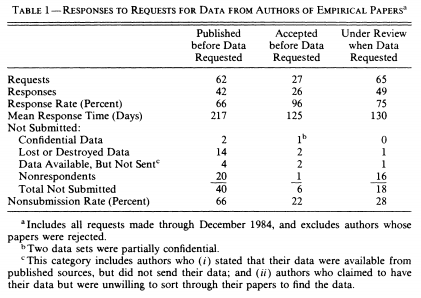 TABLE 1—RESPONSES TO REQUESTS FOR DATA FROM AUTHORS OF EMPIRICAL PAPERSa
Published before Data Requested Accepted before Data Requested Under Review when Data Requested
Requests 62 27 65
Responses 42 26 49
Response Rate (Percent) 66 96 75
Mean Response Time (Days) 217 125 130
Not Submitted:
Confidential Data 2 1b 0
Lost or Destroyed Data 14 2 1
Data Available, But Not Sentc 4 2 1
Nonrespondents 20 1 16
Total Not Submitted 40 6 18
Nonsubmission Rate (Percent) 66 22 28
aIncludes all requests made through December 1984, and excludes authors whose
papers were rejected.
bTwo data sets were partially confidential.
cThis category includes authors who (i) stated that their data were available from
published sources, but did not send their data; and (ii) authors who claimed to have
their data but were unwilling to sort through their papers to find the data.